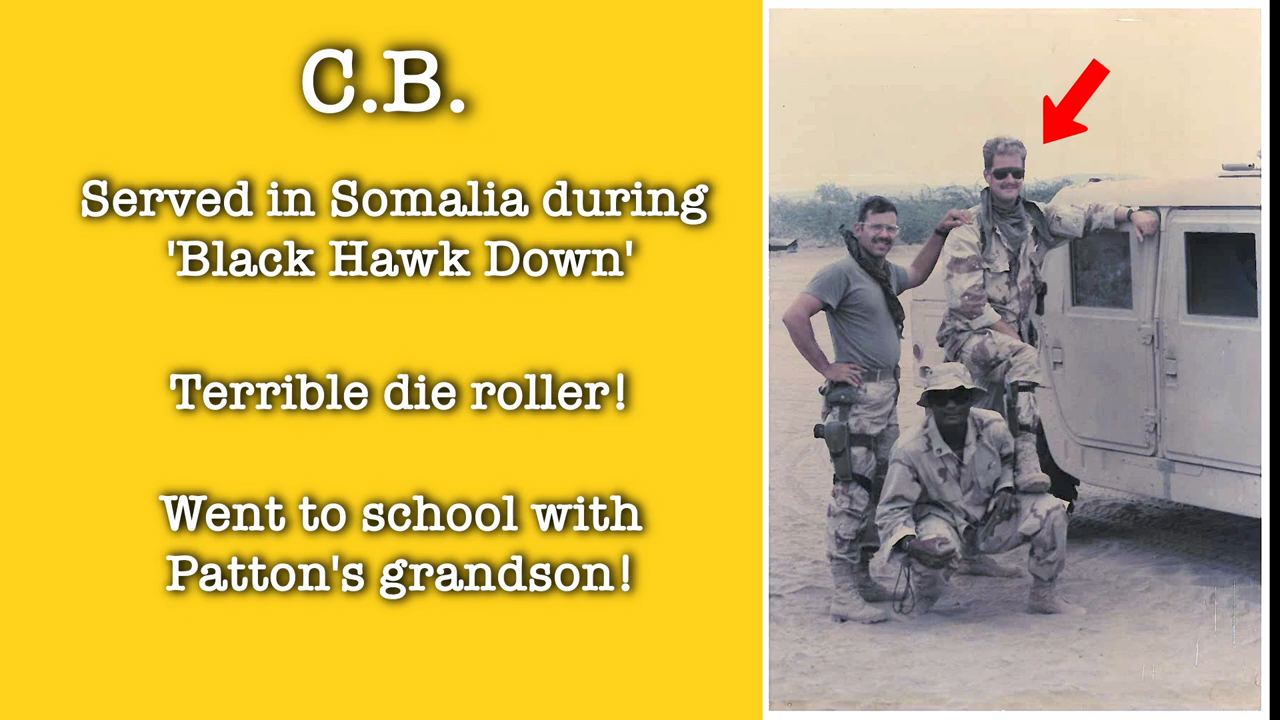 C.B.
Served in Somalia during
'Black Hawk Down'
Terrible die roller!
Went to school with
Patton's grandson!